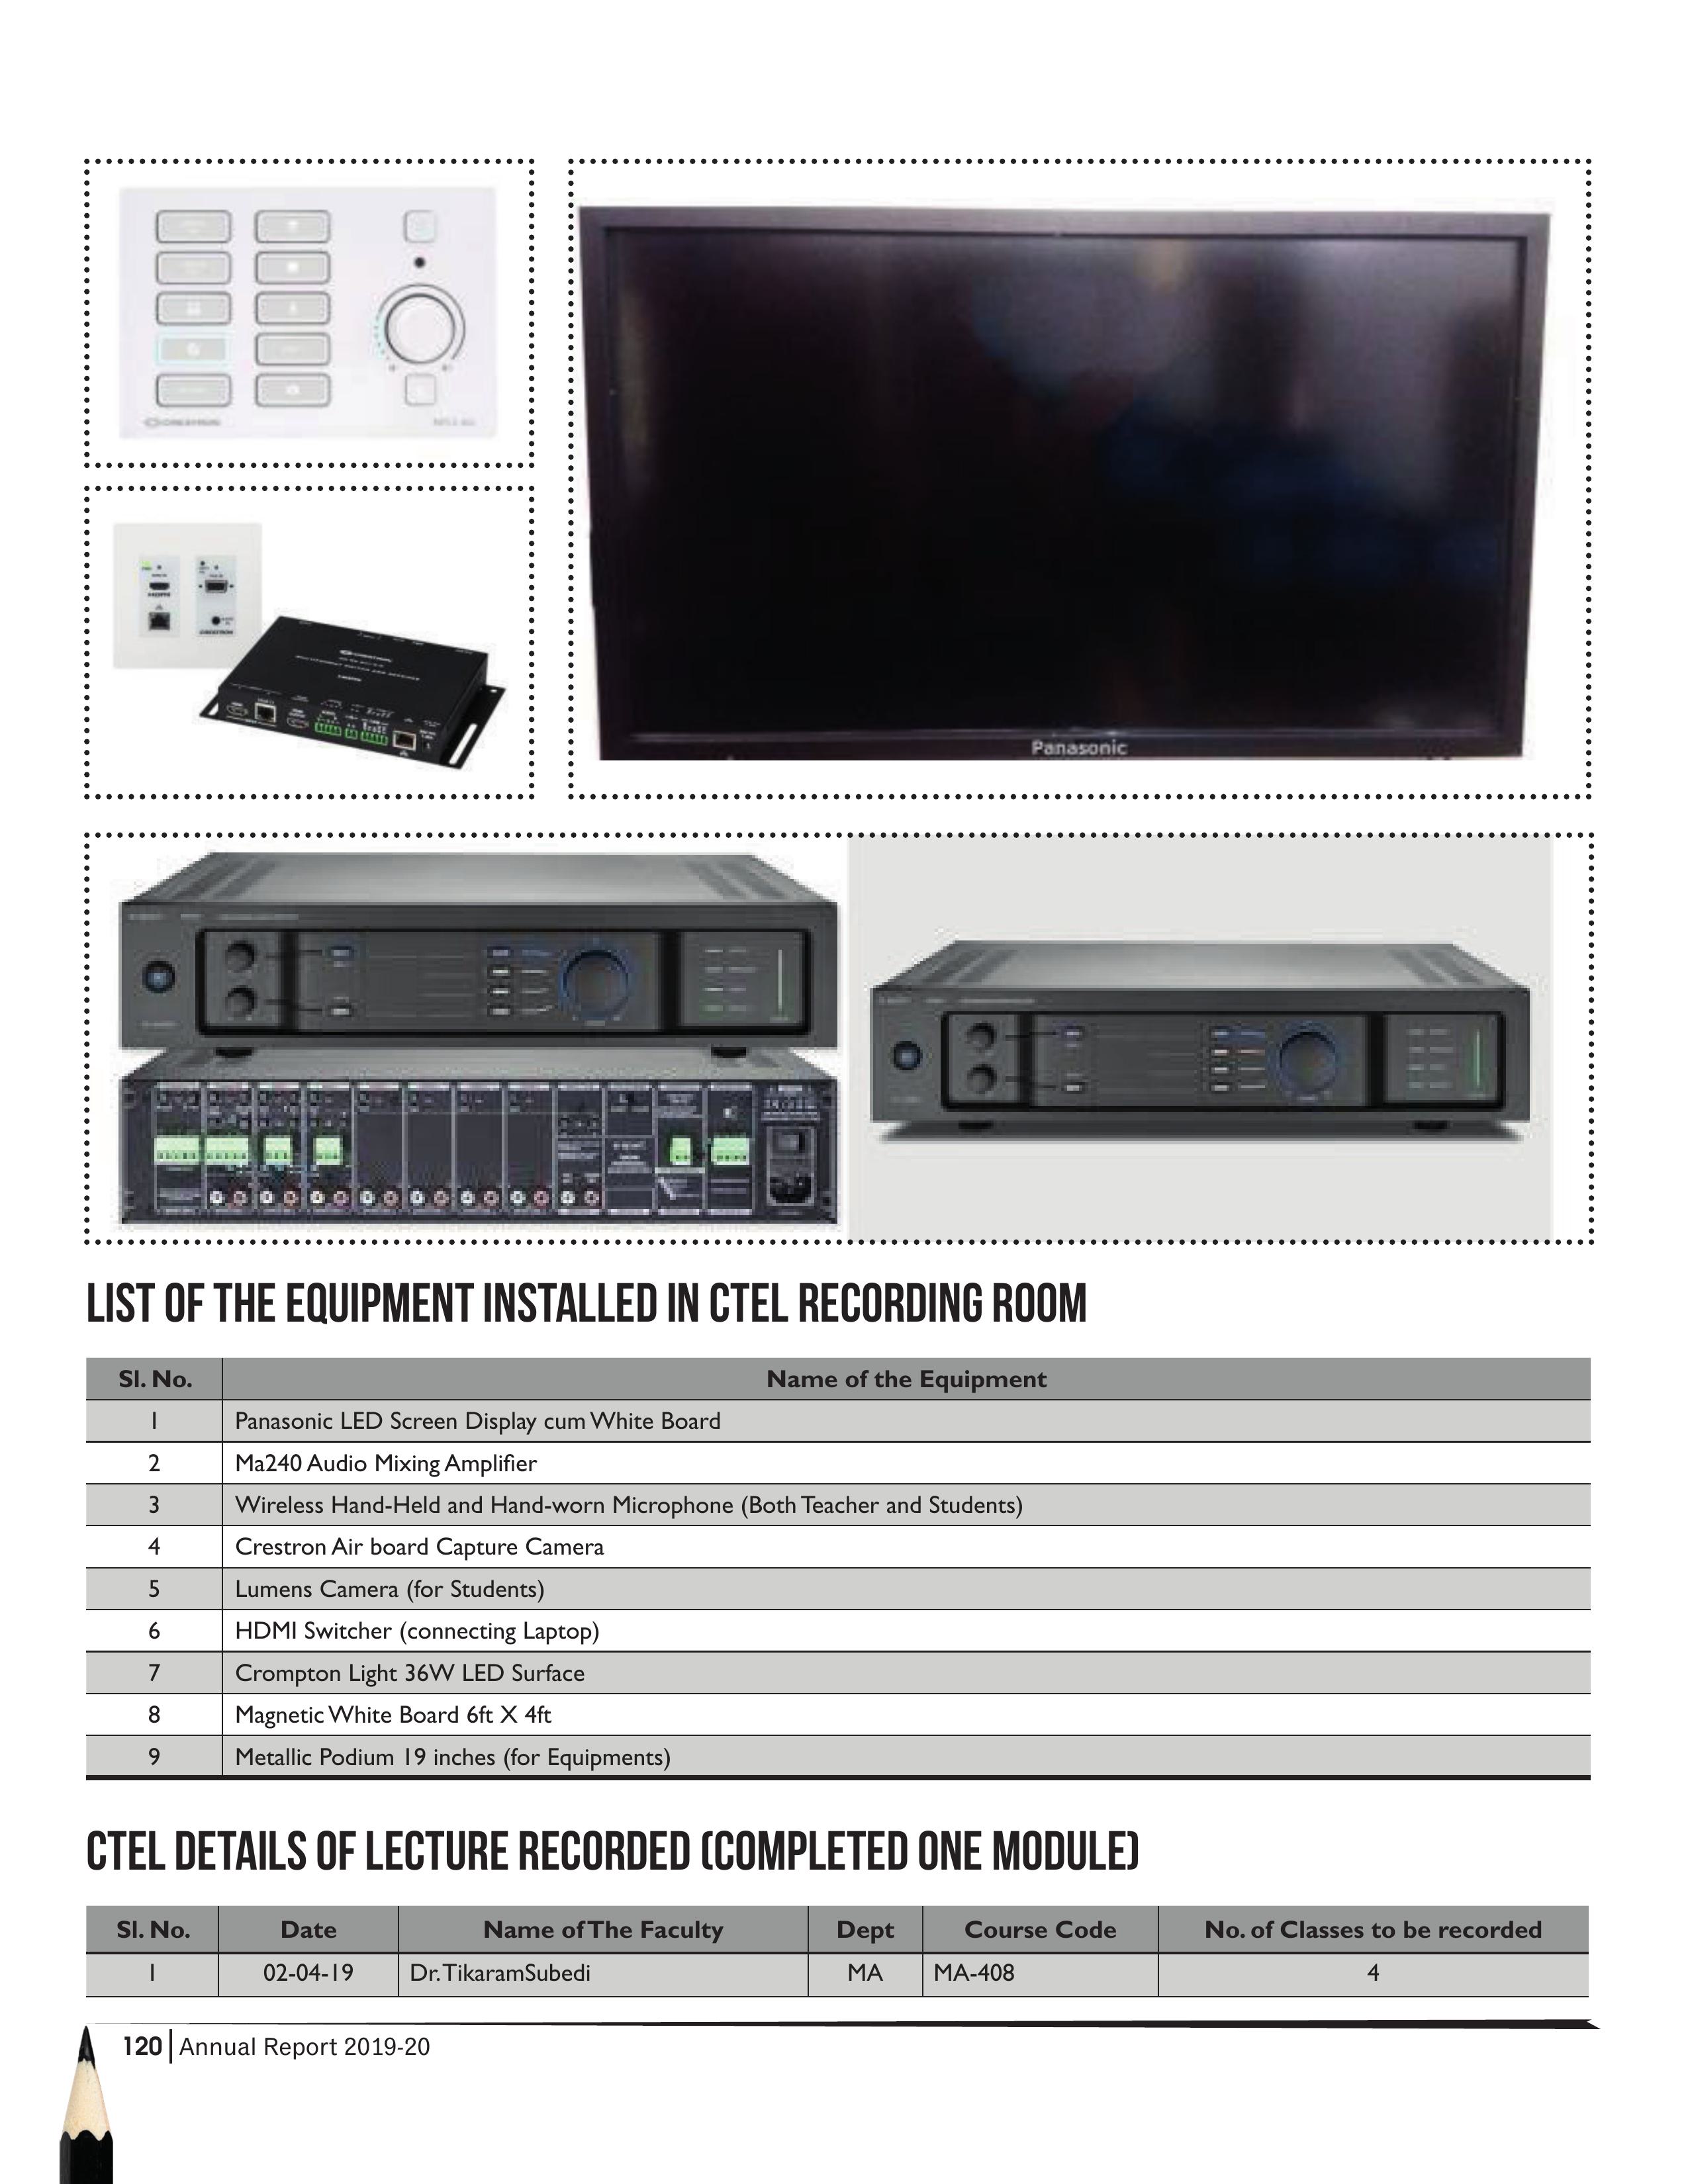 CRESTRON
HDMI
CRESTRON
Panasonic
LIST OF THE EQUIPMENT INSTALLED IN CTEL RECORDING ROOM
Sl. No. Name of the Equipment
1 Panasonic LED Screen Display cum White Board
2 Ma240 Audio Mixing Amplifier
3 Wireless Hand-Held and Hand-worn Microphone (Both Teacher and Students)
4 Crestron Air board Capture Camera
5 Lumens Camera (for Students)
6 HDMI Switcher (connecting Laptop)
7 Crompton Light 36W LED Surface
8 Magnetic White Board 6ft X 4ft
9 Metallic Podium 19 inches (for Equipments)
CTEL DETAILS OF LECTURE RECORDED (COMPLETED ONE MODULE)
Sl. No. Date Name of The Faculty Dept Course Code No. of Classes to be recorded
1 02-04-19 Dr. TikaramSubedi MA MA-408 4
120 Annual Report 2019-20